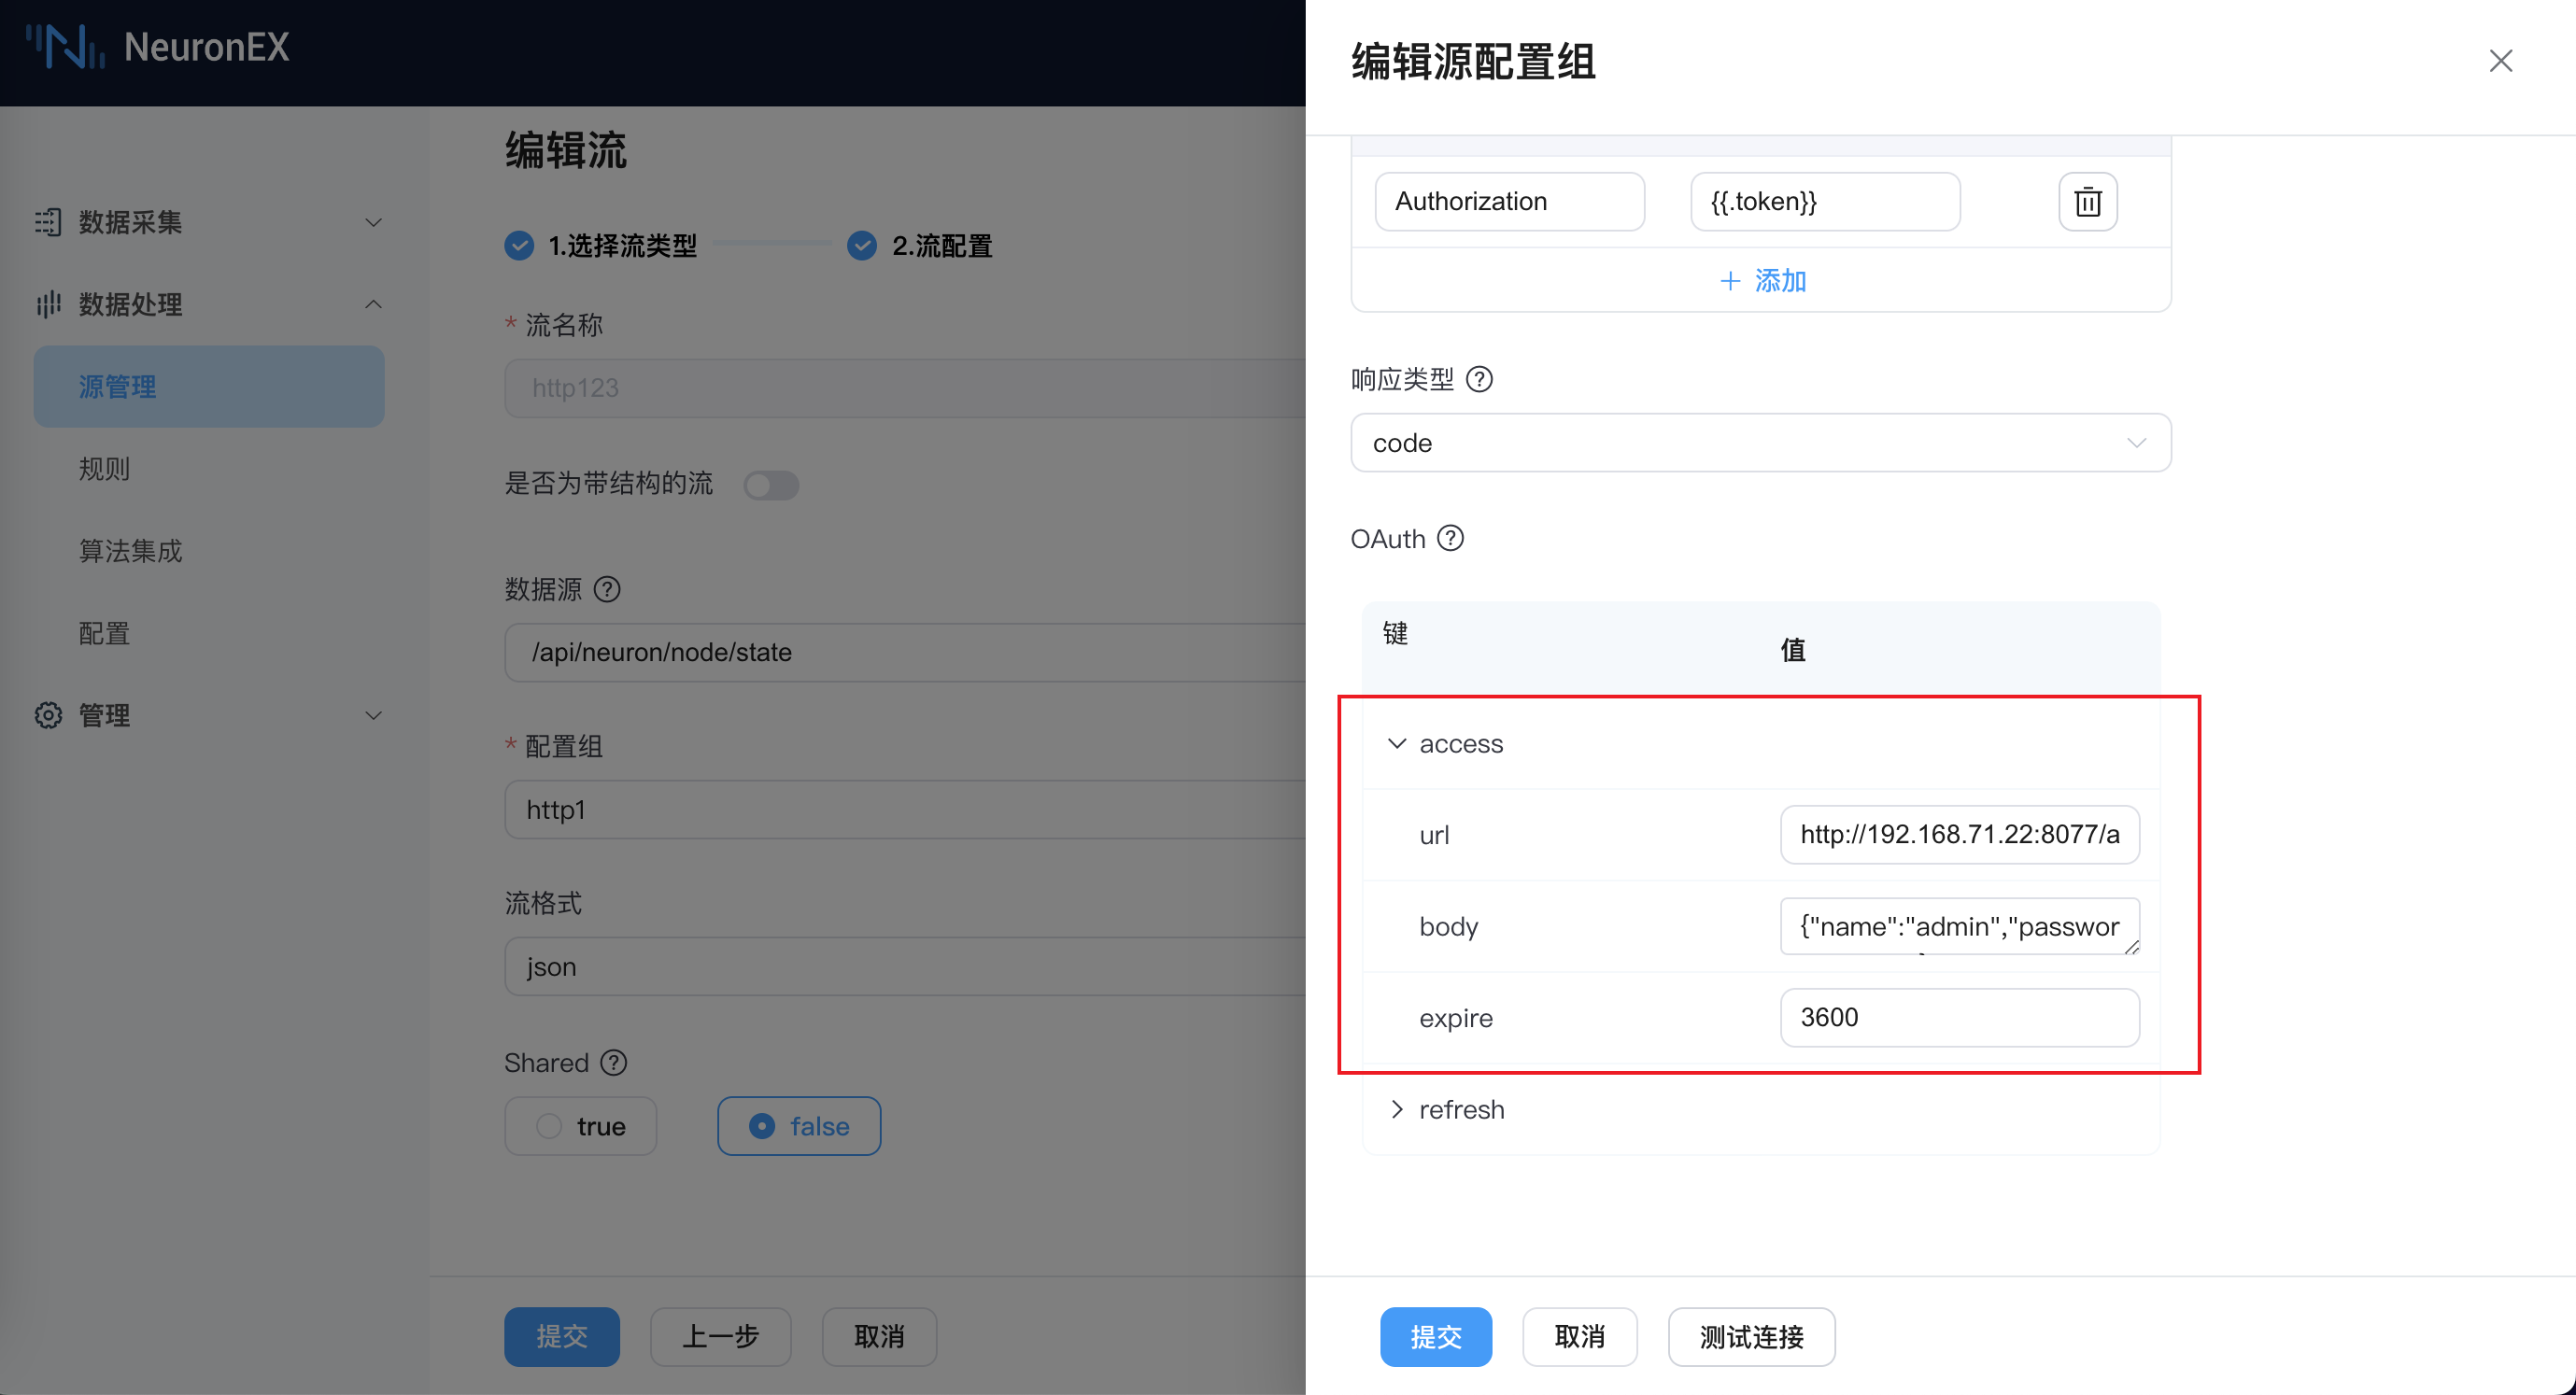 NeuronEX
数据采集
数据处理
源管理
规则
算法集成
配置
管理
编辑流
1.选择流类型
2.流配置
* 流名称
http123
是否为带结构的流
数据源 ?
/api/neuron/node/state
* 配置组
http1
流格式
json
Shared ?
true
false
提交
上一步
取消
编辑源配置组
Authorization
{{.token}}
+ 添加
响应类型 ?
code
OAuth ?
键
值
access
url
http://192.168.71.22:8077/a
body
{"name":"admin","passwor
expire
3600
refresh
提交
取消
测试连接